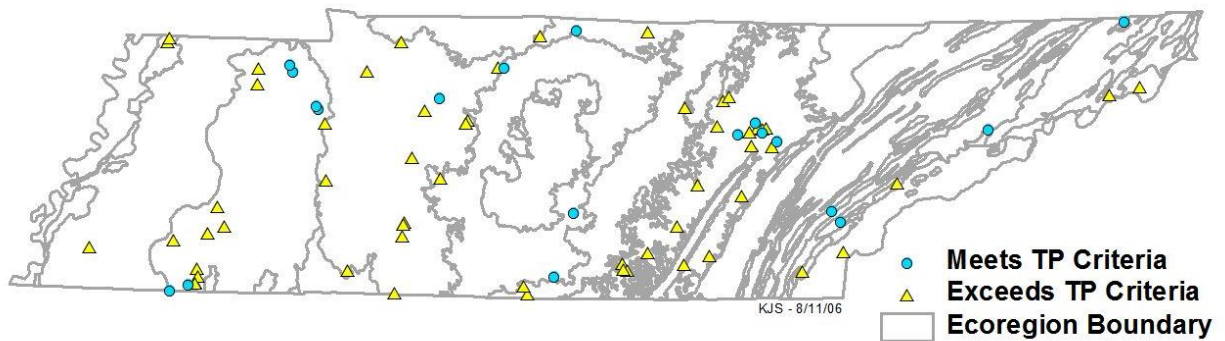 Meets TP Criteria
Exceeds TP Criteria
KJS - 8/11/06
Ecoregion Boundary